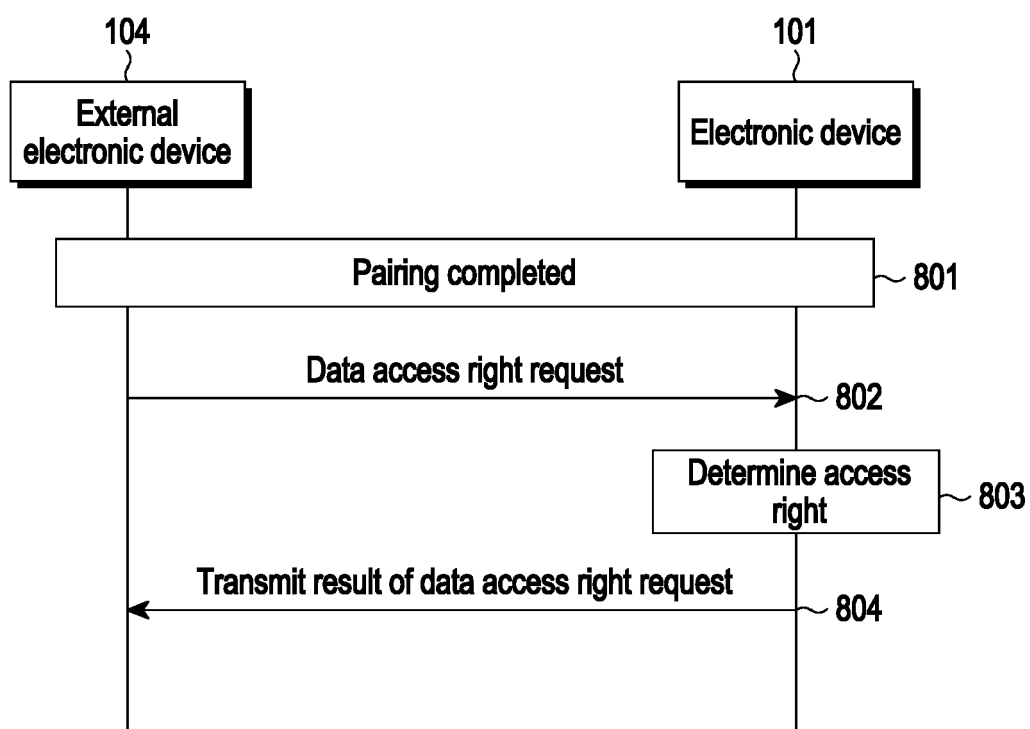 104
101
External
electronic device
Electronic device
Pairing completed
801
Data access right request
802
Determine access
right
803
Transmit result of data access right request
804